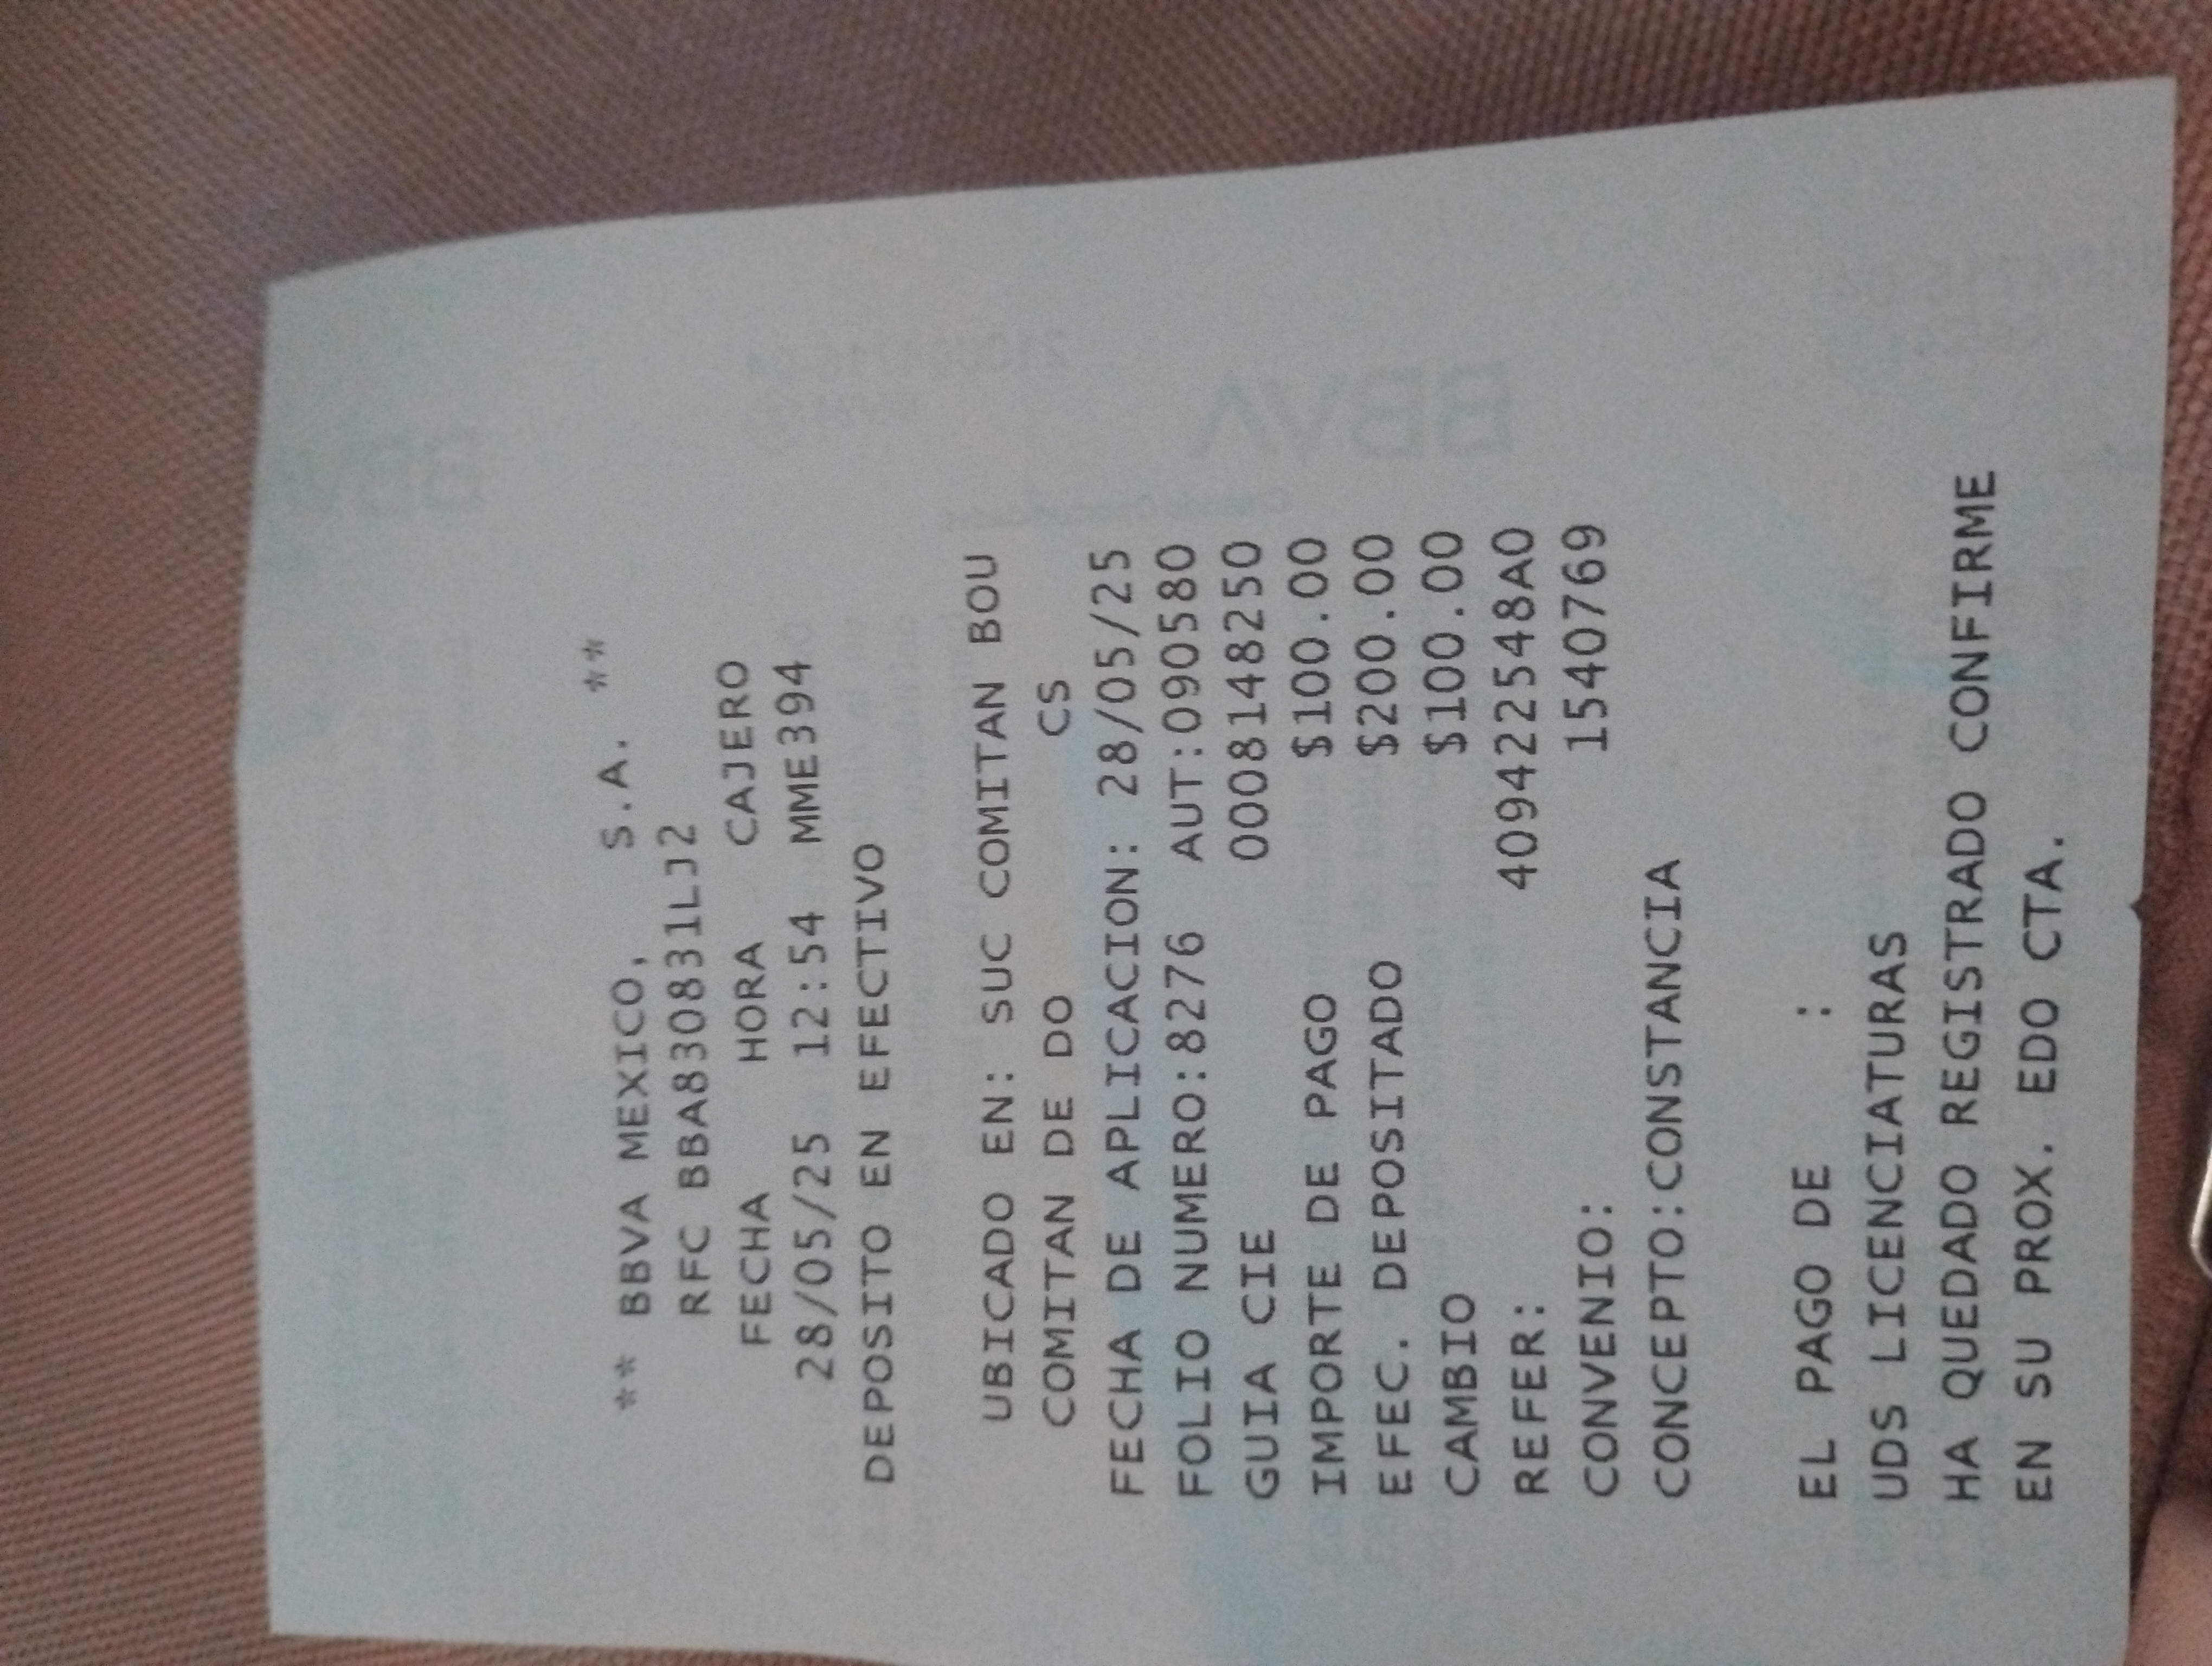 ** BBVA MEXICO, S.A. **
RFC BBA830831LJ2
FECHA HORA CAJERO
28/05/25 12:54 MME394
DEPOSITO EN EFECTIVO
UBICADO EN: SUC COMITAN BOU
COMITAN DE DO CS
FECHA DE APLICACION: 28/05/25
FOLIO NUMERO:8276 AUT:090580
GUIA CIE 0008148250
IMPORTE DE PAGO $100.00
EFEC. DEPOSITADO $200.00
CAMBIO $100.00
REFER: 409422548A0
CONVENIO: 1540769
CONCEPTO:CONSTANCIA
EL PAGO DE :
UDS LICENCIATURAS
HA QUEDADO REGISTRADO CONFIRME
EN SU PROX. EDO CTA.
BBVA